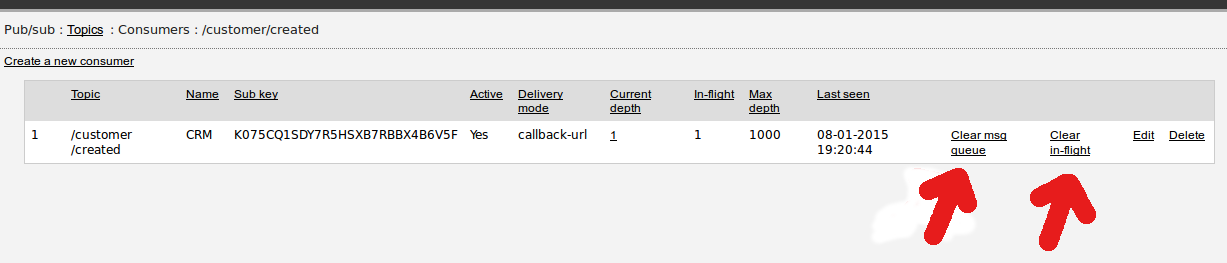 Pub/sub : Topics : Consumers : /customer/created
Create a new consumer
Topic Name Sub key Active Delivery mode Current depth In-flight Max depth Last seen
1 /customer /created CRM K075CQ1SDY7R5HSXB7RBBX4B6V5F Yes callback-url 1 1 1000 08-01-2015 19:20:44 Clear msg queue Clear in-flight Edit Delete